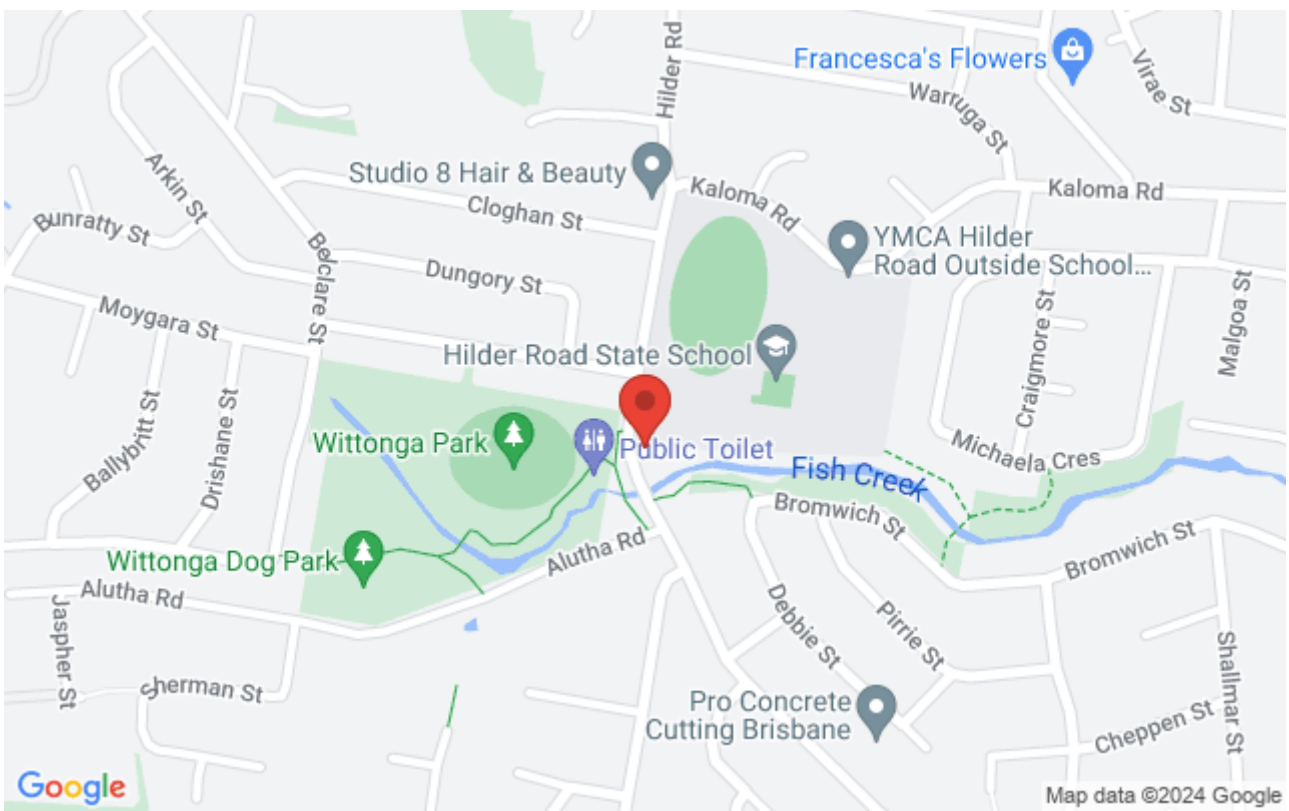 Hilder Rd
Francesca's Flowers
Virae St
Warruga St
Studio 8 Hair & Beauty
Kaloma Rd
Kaloma Rd
Arkin St
Cloghan St
Bunratty St
YMCA Hilder
Road Outside School...
Belclare St
Dungory St
Moygara St
Craigmore St
Malgoa St
Hilder Road State School
Ballybritt St
Drishane St
Wittonga Park
Public Toilet
Michaela Cres
Fish Creek
Bromwich St
Wittonga Dog Park
Alutha Rd
Bromwich St
Alutha Rd
Jaspher St
Debbie St
Pirrie St
Shallmar St
Sherman St
Pro Concrete
Cutting Brisbane
Cheppen St
Google
Map data ©2024 Google